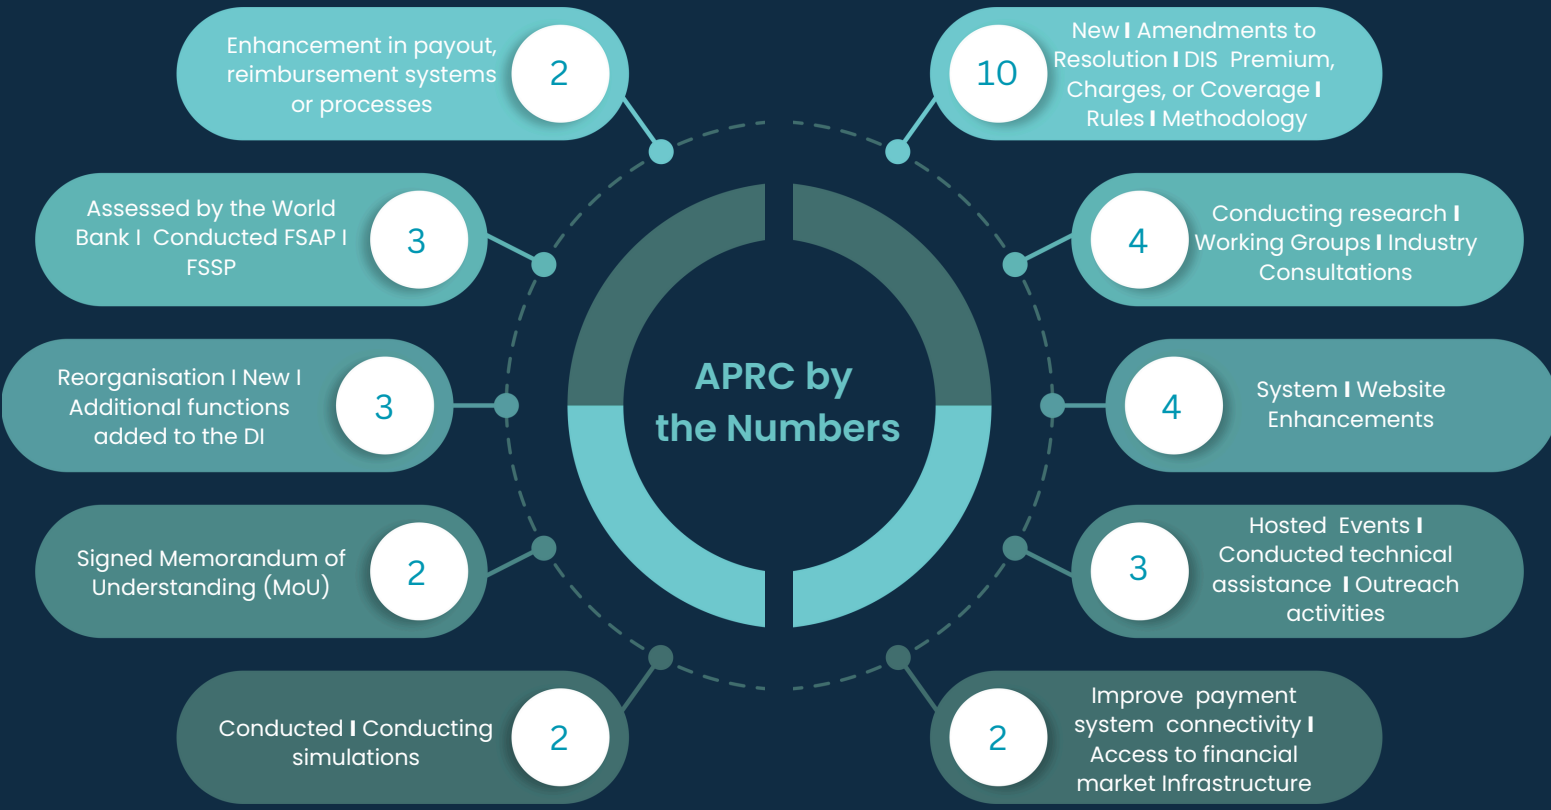 Enhancement in payout,
reimbursement systems
or processes
2
Assessed by the World
Bank I Conducted FSAP I
FSSP
3
Reorganisation I New I
Additional functions
added to the DI
3
Signed Memorandum of
Understanding (MoU)
2
Conducted I Conducting
simulations
2
APRC by
the Numbers
10
New I Amendments to
Resolution I DIS Premium,
Charges, or Coverage I
Rules I Methodology
4
Conducting research I
Working Groups I Industry
Consultations
4
System I Website
Enhancements
3
Hosted Events I
Conducted technical
assistance I Outreach
activities
2
Improve payment
system connectivity I
Access to financial
market Infrastructure